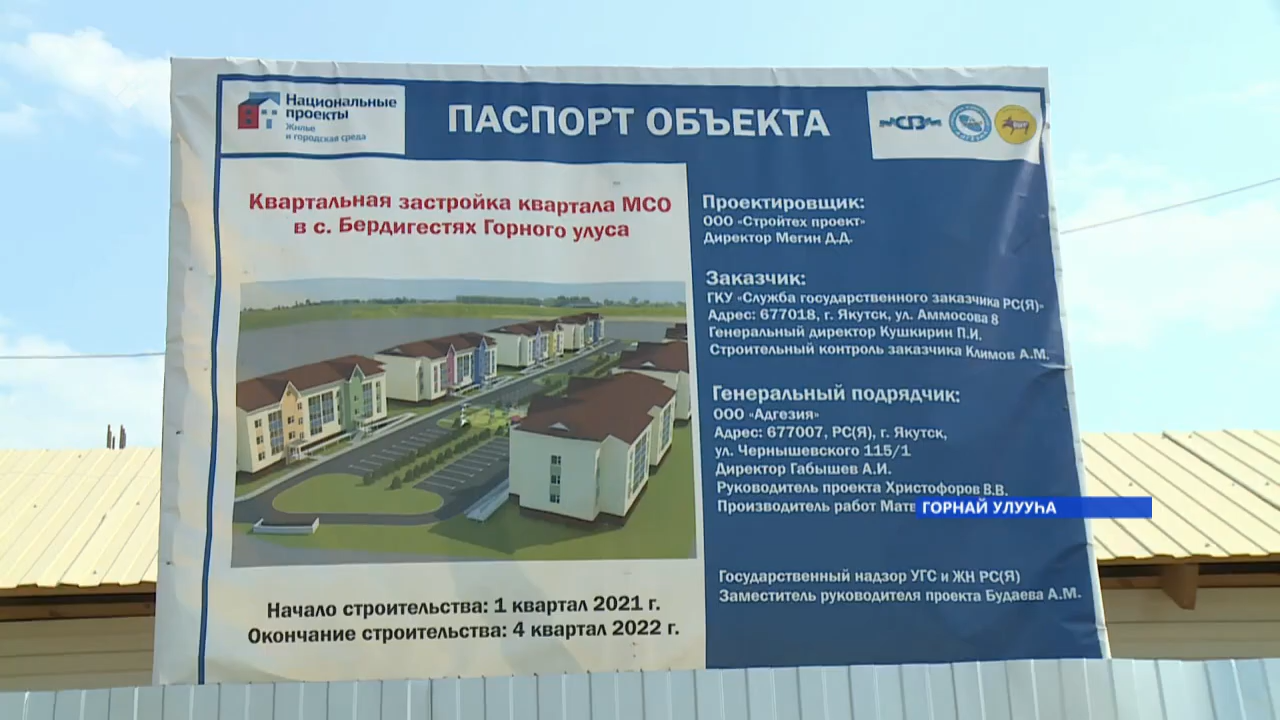 Национальные
проекты
Жилье
и городская среда
ПАСПОРТ ОБЪЕКТА
Квартальная застройка квартала МСО
в с. Бердигестях Горного улуса
Начало строительства: 1 квартал 2021 г.
Окончание строительства: 4 квартал 2022 г.
Проектировщик:
ООО «Стройтех проект»
Директор Мегин Д.Д.
Заказчик:
ГКУ «Служба государственного заказчика РС(Я)»
Адрес: 677018, г. Якутск, ул. Аммосова 8
Генеральный директор Кушкирин П.И.
Строительный контроль заказчика Климов А.М.
Генеральный подрядчик:
ООО «Адгезия»
Адрес: 677007, РС(Я), г. Якутск,
ул. Чернышевского 115/1
Директор Габышев А.И.
Руководитель проекта Христофоров В.В.
Производитель работ
ГОРНАЙ УЛУУҺА
Государственный надзор УГС и ЖН РС(Я)
Заместитель руководителя проекта Будаева А.М.